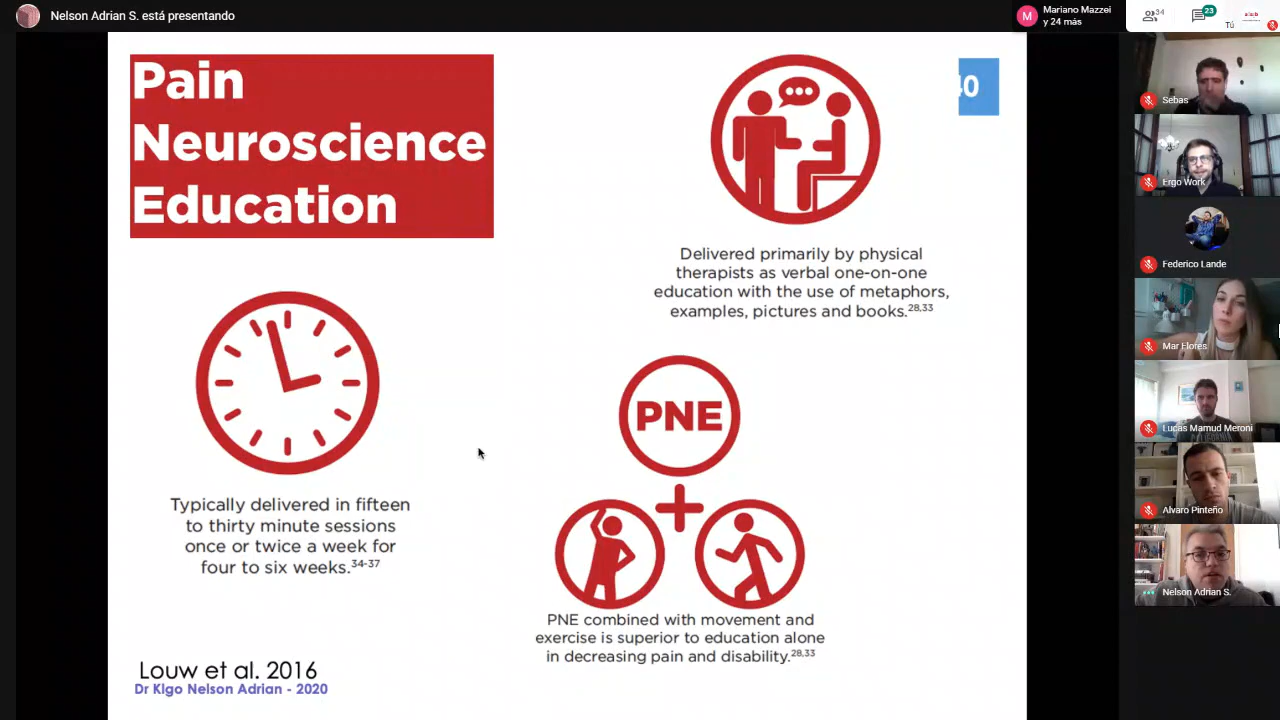 Nelson Adrian S. está presentando
Mariano Mazzei
y 24 más
34
23
Tú
Pain
Neuroscience
Education
40
Delivered primarily by physical
therapists as verbal one-on-one
education with the use of metaphors,
examples, pictures and books.28,33
Typically delivered in fifteen
to thirty minute sessions
once or twice a week for
four to six weeks.34-37
PNE
PNE combined with movement and
exercise is superior to education alone
in decreasing pain and disability.28,33
Louw et al. 2016
Dr Klgo Nelson Adrian - 2020
M
Sebas
Ergo Work
Federico Lande
Mar Flores
Lucas Mamud Meroni
Alvaro Pinteño
Nelson Adrian S.